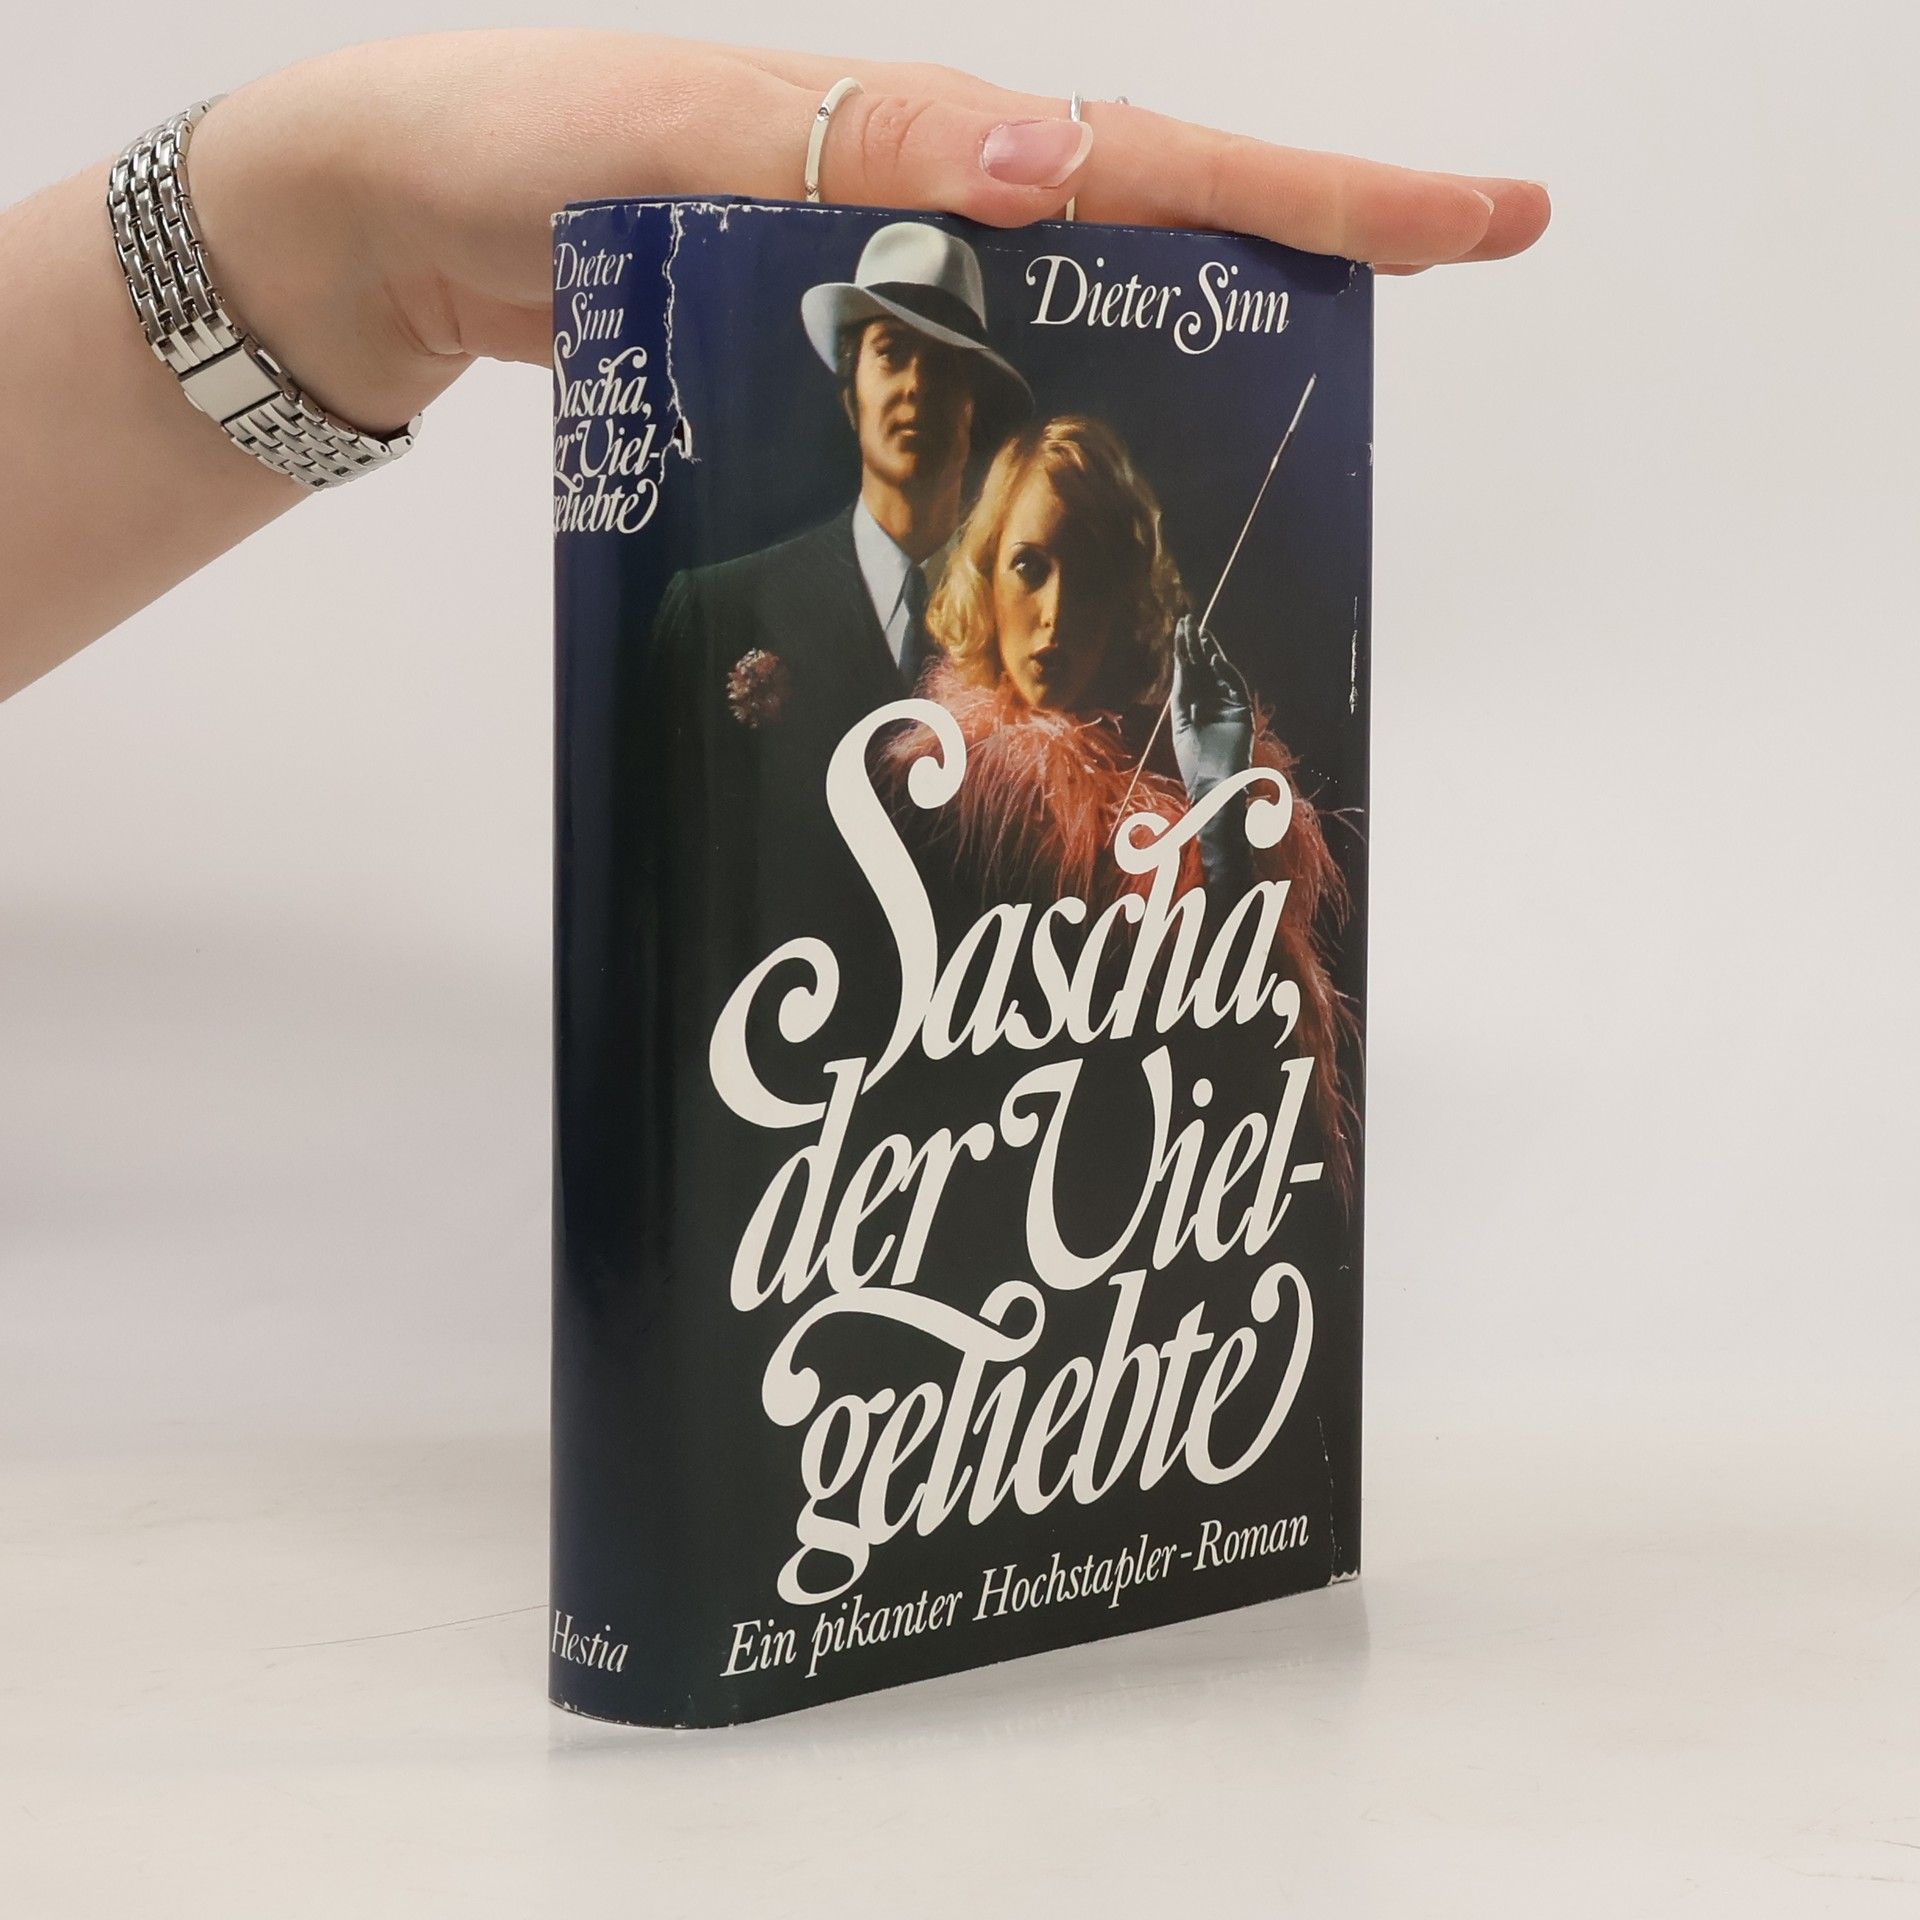 Dieter
Sinn
Sascha,
der Viel-
geliebte
Hestia
Dieter Sinn
Sascha,
der Viel-
geliebte
Ein pikanter Hochstapler-Roman